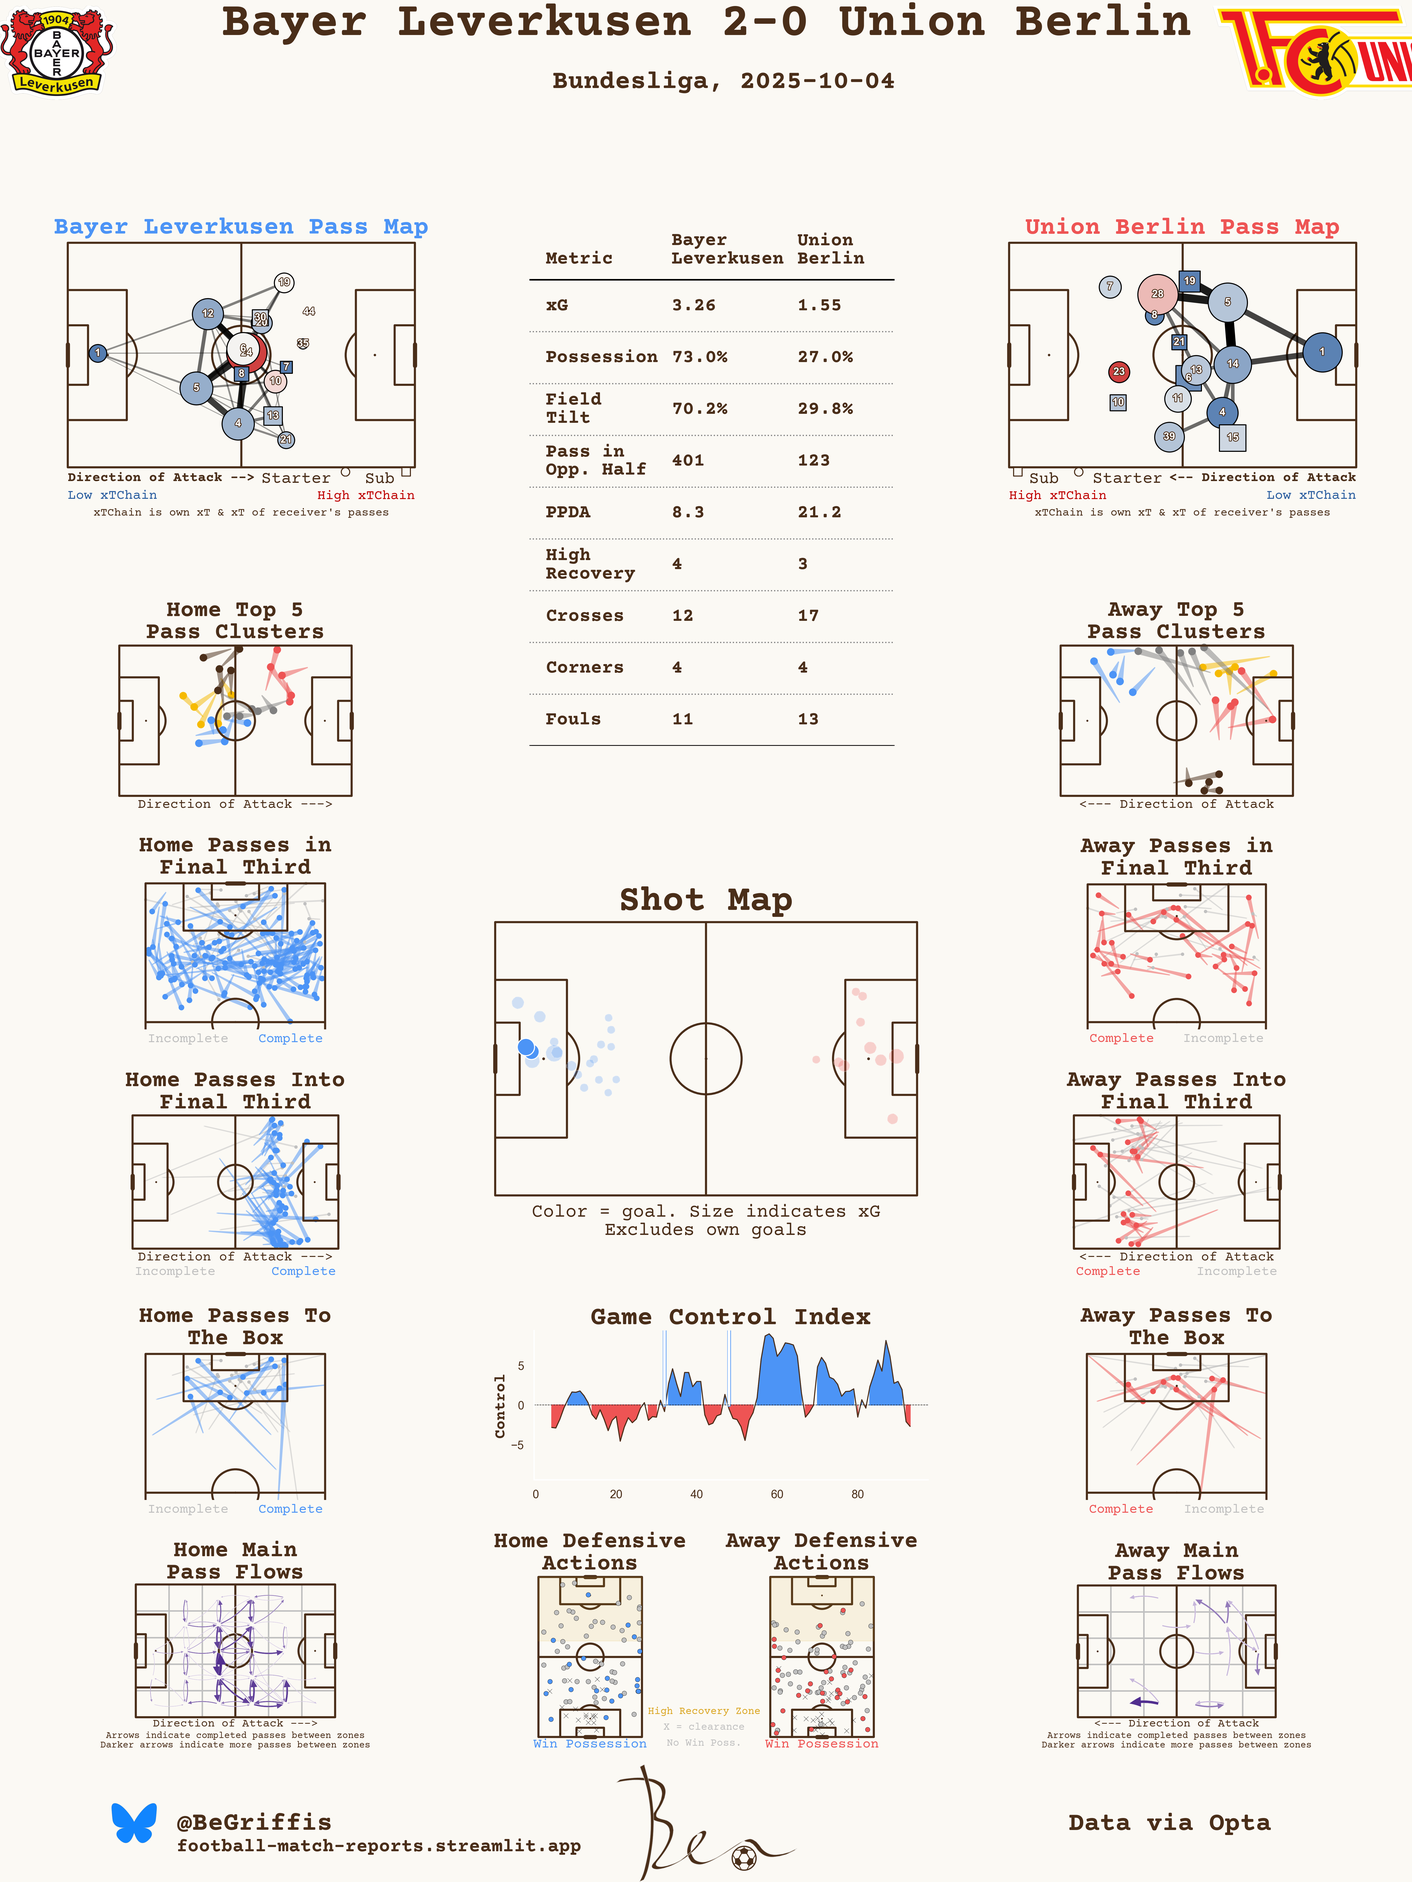 Bayer Leverkusen 2-0 Union Berlin
Bundesliga, 2025-10-04
1904
BAYER
BAYER
Leverkusen
Bayer Leverkusen Pass Map
19
12
30
44
35
1
6
24
8
7
10
5
4
13
21
Direction of Attack --> Starter Sub
Low xTChain High xTChain
xTChain is own xT & xT of receiver's passes
Metric Bayer Leverkusen Union Berlin
xG 3.26 1.55
Possession 73.0% 27.0%
Field Tilt 70.2% 29.8%
Pass in Opp. Half 401 123
PPDA 8.3 21.2
High Recovery 4 3
Crosses 12 17
Corners 4 4
Fouls 11 13
Union Berlin Pass Map
19
7
28
5
8
21
1
14
23
13
6
10
11
4
39
15
Sub Starter <-- Direction of Attack
High xTChain Low xTChain
xTChain is own xT & xT of receiver's passes
Home Top 5
Pass Clusters
Direction of Attack --->
Away Top 5
Pass Clusters
<--- Direction of Attack
Home Passes in
Final Third
Incomplete Complete
Away Passes in
Final Third
Complete Incomplete
Shot Map
Color = goal. Size indicates xG
Excludes own goals
Home Passes Into
Final Third
Direction of Attack --->
Incomplete Complete
Away Passes Into
Final Third
<--- Direction of Attack
Complete Incomplete
Home Passes To
The Box
Incomplete Complete
Game Control Index
Control
5
0
−5
0 20 40 60 80
Away Passes To
The Box
Complete Incomplete
Home Main
Pass Flows
Direction of Attack --->
Arrows indicate completed passes between zones
Darker arrows indicate more passes between zones
Home Defensive
Actions
Win Possession
High Recovery Zone
X = clearance
No Win Poss.
Away Defensive
Actions
Win Possession
Away Main
Pass Flows
<--- Direction of Attack
Arrows indicate completed passes between zones
Darker arrows indicate more passes between zones
@BeGriffis
football-match-reports.streamlit.app
Ben
Data via Opta